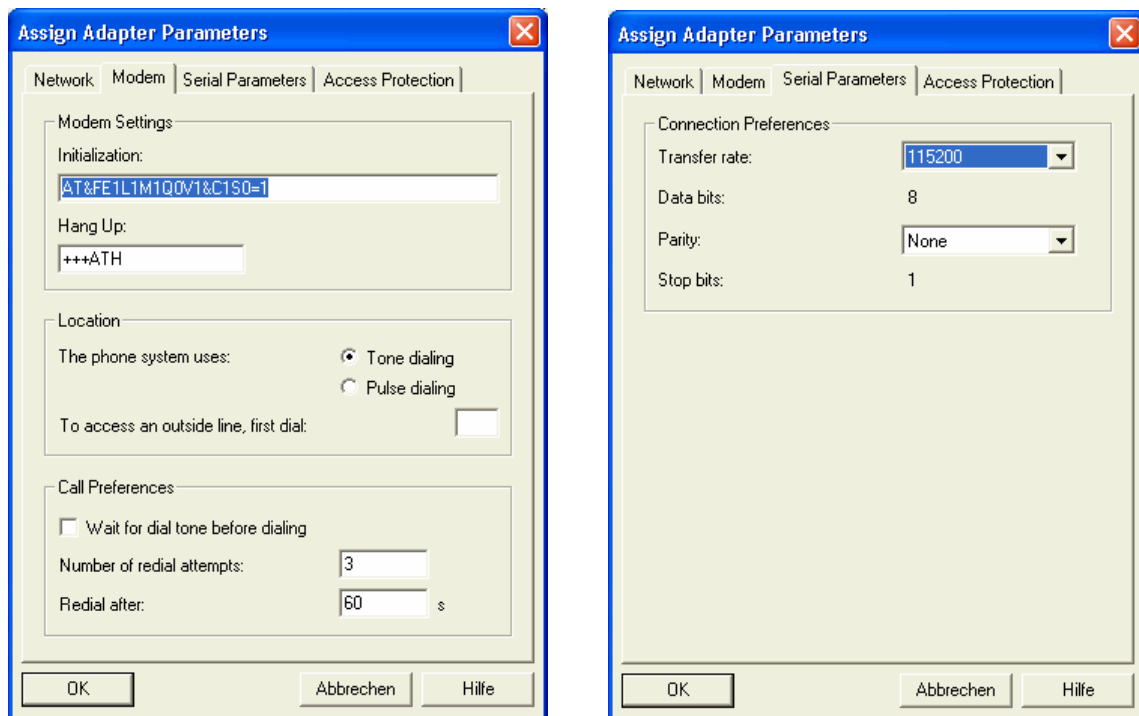 Assign Adapter Parameters
Network Modem Serial Parameters Access Protection
Modem Settings
Initialization:
AT&FE1L1M1Q0V1&C1S0=1
Hang Up:
+++ATH
Location
The phone system uses:
Tone dialing
Pulse dialing
To access an outside line, first dial:
Call Preferences
Wait for dial tone before dialing
Number of redial attempts: 3
Redial after: 60 s
OK Abbrechen Hilfe
Assign Adapter Parameters
Network Modem Serial Parameters Access Protection
Connection Preferences
Transfer rate: 115200
Data bits: 8
Parity: None
Stop bits: 1
OK Abbrechen Hilfe